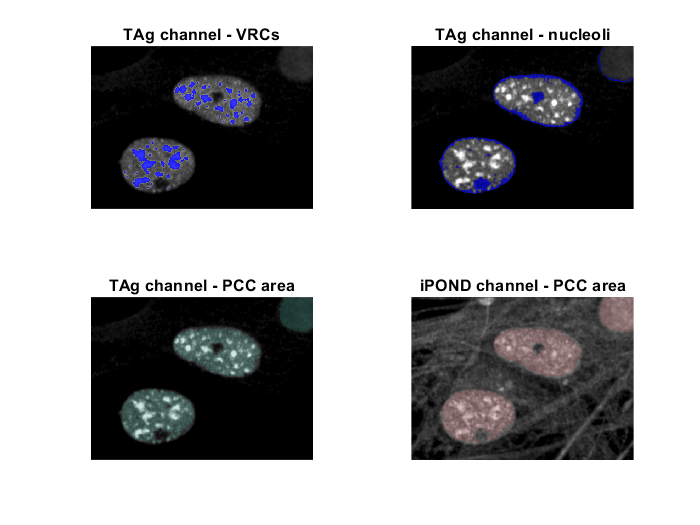 TAg channel - VRCs
TAg channel - nucleoli
TAg channel - PCC area
iPOND channel - PCC area